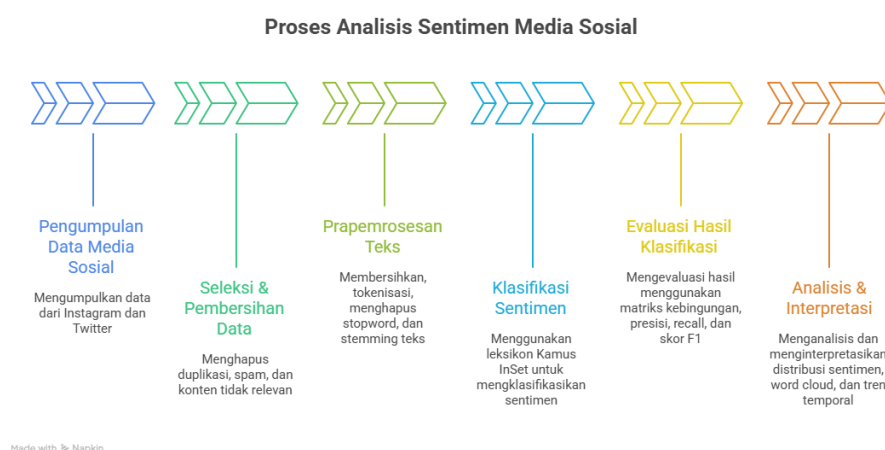 Proses Analisis Sentimen Media Sosial
Pengumpulan
Data Media
Sosial
Mengumpulkan data
dari Instagram dan
Twitter
Seleksi &
Pembersihan
Data
Menghapus
duplikasi, spam, dan
konten tidak relevan
Prapemrosesan
Teks
Membersihkan,
tokenisasi,
menghapus
stopword, dan
stemming teks
Klasifikasi
Sentimen
Menggunakan
leksikon Kamus
InSet untuk
mengklasifikasikan
sentimen
Evaluasi Hasil
Klasifikasi
Mengevaluasi hasil
menggunakan
matriks kebingungan,
presisi, recall, dan
skor F1
Analisis &
Interpretasi
Menganalisis dan
menginterpretasikan
distribusi sentimen,
word cloud, dan tren
temporal
Made with Napkin